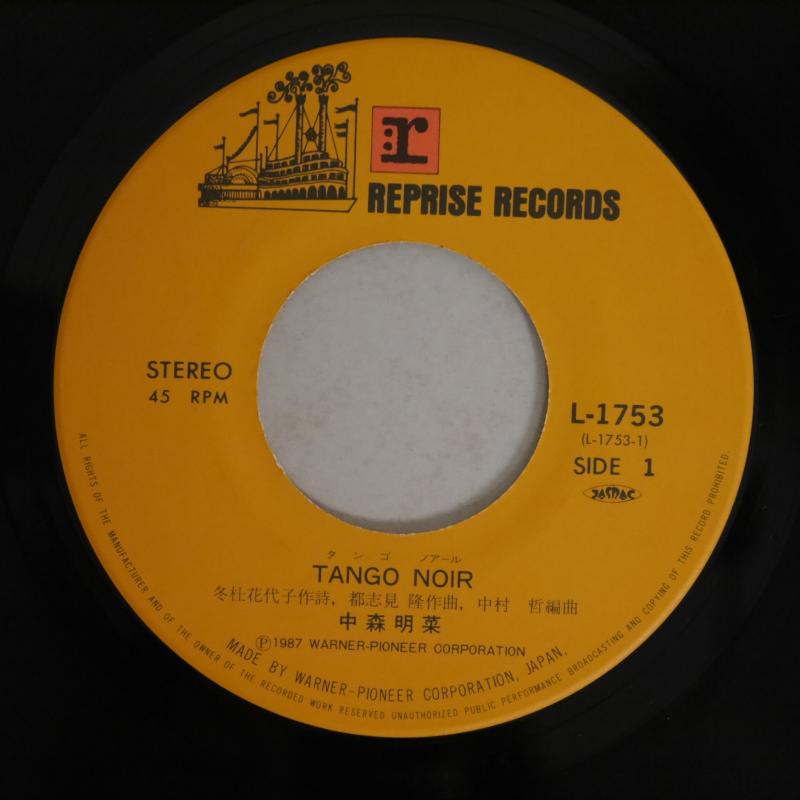 r
REPRISE RECORDS
STEREO
45 RPM
L-1753
(L-1753-1)
SIDE 1
JASRAC
タンゴ ノアール
TANGO NOIR
冬杜花代子作詩, 都志見 隆作曲, 中村 哲編曲
中森明菜
Ⓟ1987 WARNER-PIONEER CORPORATION
MADE BY WARNER-PIONEER CORPORATION, JAPAN.
ALL RIGHTS OF THE MANUFACTURER AND OF THE OWNER OF THE RECORDED WORK RESERVED UNAUTHORIZED PUBLIC PERFORMANCE BROADCASTING AND COPYING OF THIS RECORD PROHIBITED.